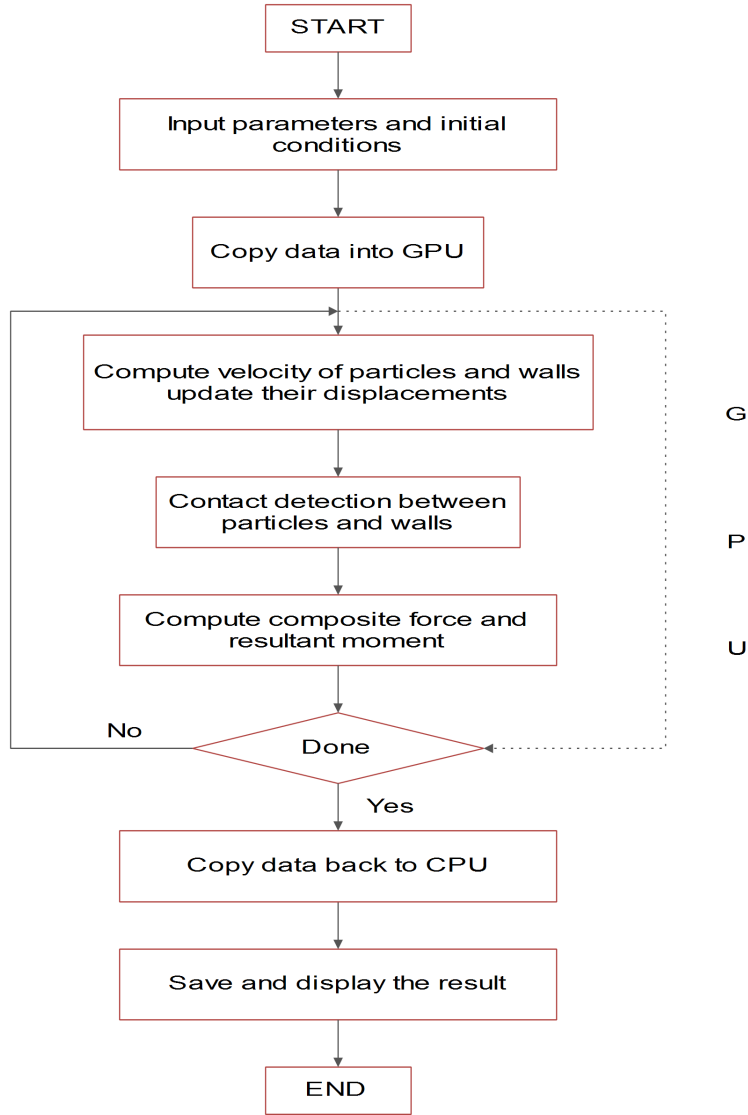 START
Input parameters and initial
conditions
Copy data into GPU
Compute velocity of particles and walls
update their displacements
G
Contact detection between
particles and walls
P
Compute composite force and
resultant moment
U
No
Done
Yes
Copy data back to CPU
Save and display the result
END